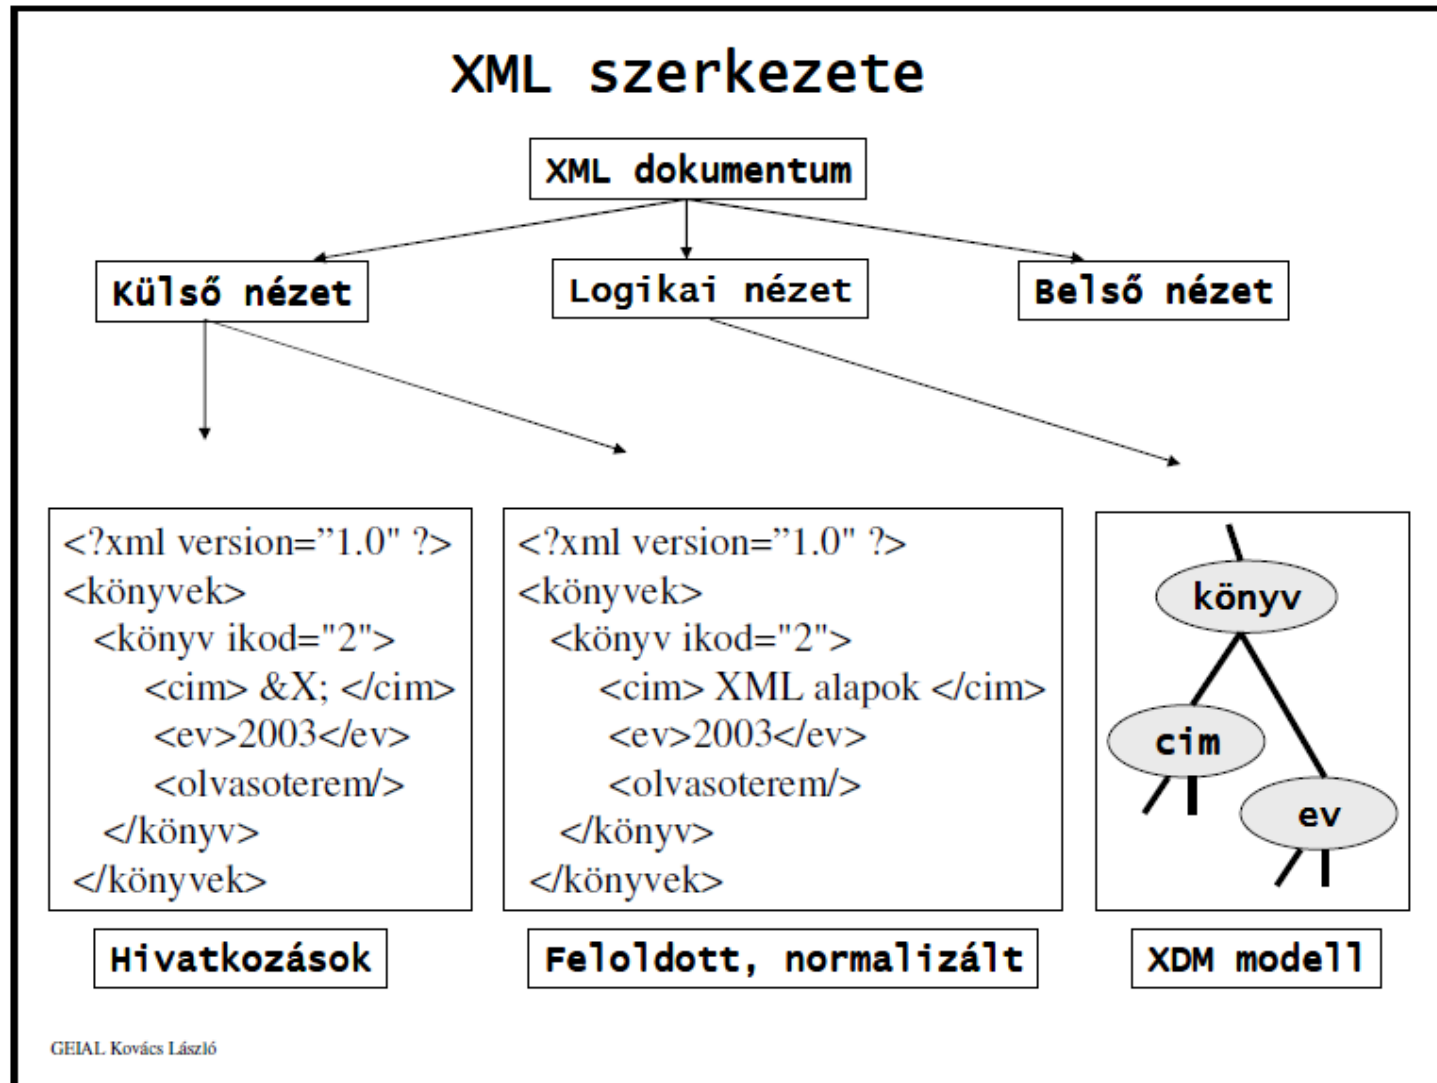 XML szerkezete
XML dokumentum
Külső nézet
Logikai nézet
Belső nézet
<?xml version=”1.0" ?>
<könyvek>
<könyv ikod="2">
<cim> &X; </cim>
<ev>2003</ev>
<olvasoterem/>
</könyv>
</könyvek>
<?xml version=”1.0" ?>
<könyvek>
<könyv ikod="2">
<cim> XML alapok </cim>
<ev>2003</ev>
<olvasoterem/>
</könyv>
</könyvek>
könyv
cim
ev
Hivatkozások
Feloldott, normalizált
XDM modell
GEIAL Kovács László